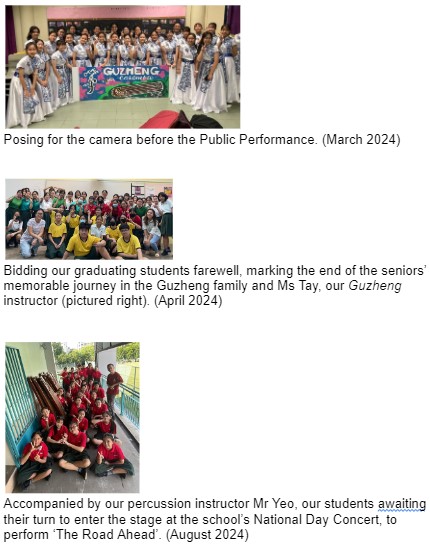 GUZHENG
ensemble
Posing for the camera before the Public Performance. (March 2024)
Bidding our graduating students farewell, marking the end of the seniors’
memorable journey in the Guzheng family and Ms Tay, our Guzheng
instructor (pictured right). (April 2024)
Accompanied by our percussion instructor Mr Yeo, our students awaiting
their turn to enter the stage at the school’s National Day Concert, to
perform ‘The Road Ahead’. (August 2024)